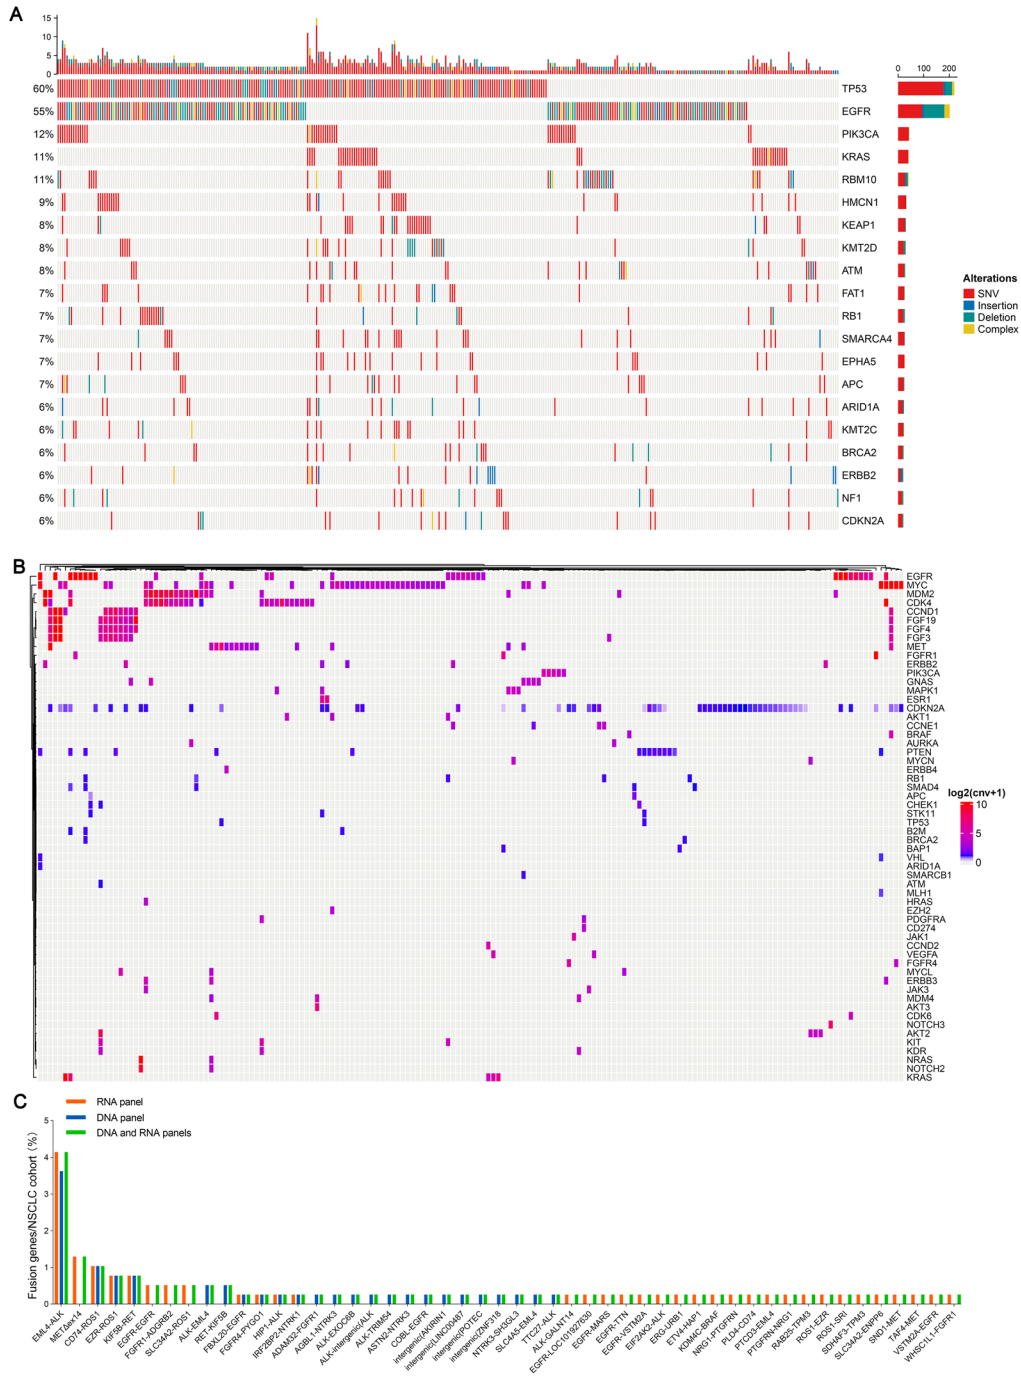 A
15
10
5
0
0 100 200
60% TP53
55% EGFR
12% PIK3CA
11% KRAS
11% RBM10
9% HMCN1
8% KEAP1
8% KMT2D
8% ATM
7% FAT1
7% RB1
7% SMARCA4
7% EPHA5
7% APC
6% ARID1A
6% KMT2C
6% BRCA2
6% ERBB2
6% NF1
6% CDKN2A
Alterations
SNV
Insertion
Deletion
Complex
B
EGFR
MYC
MDM2
CDK4
CCND1
FGF19
FGF4
FGF3
MET
FGFR1
ERBB2
PIK3CA
GNAS
MAPK1
ESR1
CDKN2A
AKT1
CCNE1
BRAF
AURKA
PTEN
MYCN
ERBB4
RB1
SMAD4
APC
CHEK1
STK11
TP53
B2M
BRCA2
BAP1
VHL
ARID1A
SMARCB1
ATM
MLH1
HRAS
EZH2
PDGFRA
CD274
JAK1
CCND2
VEGFA
FGFR4
MYCL
ERBB3
JAK3
MDM4
AKT3
CDK6
NOTCH3
AKT2
KIT
KDR
NRAS
NOTCH2
KRAS
log2(cnv+1)
10
5
0
C
RNA panel
DNA panel
DNA and RNA panels
Fusion genes/NSCLC cohort (%)
5
4
3
2
1
0
EML4-ALK
METΔex14
CD74-ROS1
EZR-ROS1
KIF5B-RET
EGFR-EGFR
FGFR1-ADGRB2
SLC34A2-ROS1
ALK-EML4
RET-KIF5B
FBXL20-EGFR
FGFR4-PYGO1
HIP1-ALK
IRF2BP2-NTRK1
ADAM32-FGFR1
AGBL1-NTRK3
ALK-EXOC6B
ALK-intergenic/ALK
ALK-TRMI54
ASTN2-NTRK3
COBL-EGFR
intergenic/AKIRIN1
intergenic/LINC00487
intergenic/POTEC
intergenic/ZNF318
NTRK3-SH3GL3
SLC4A5-EML4
TTC27-ALK
ALK-GALNT14
EGFR-LOC101927630
EGFR-MARS
EGFR-TTN
EGFR-VSTM2A
EIF2AK2-ALK
ERG-URB1
ETV4-HAP1
KDM4C-BRAF
NRG1-PTGFRN
PLD4-CD74
PTCD3-EML4
PTGFRN-NRG1
RAB25-TPM3
ROS1-EZR
ROS1-SRI
SDHAF3-TPM3
SLC34A2-ENPP6
SND1-MET
TAF4-MET
VSTM2A-EGFR
WHSC1L1-FGFR1